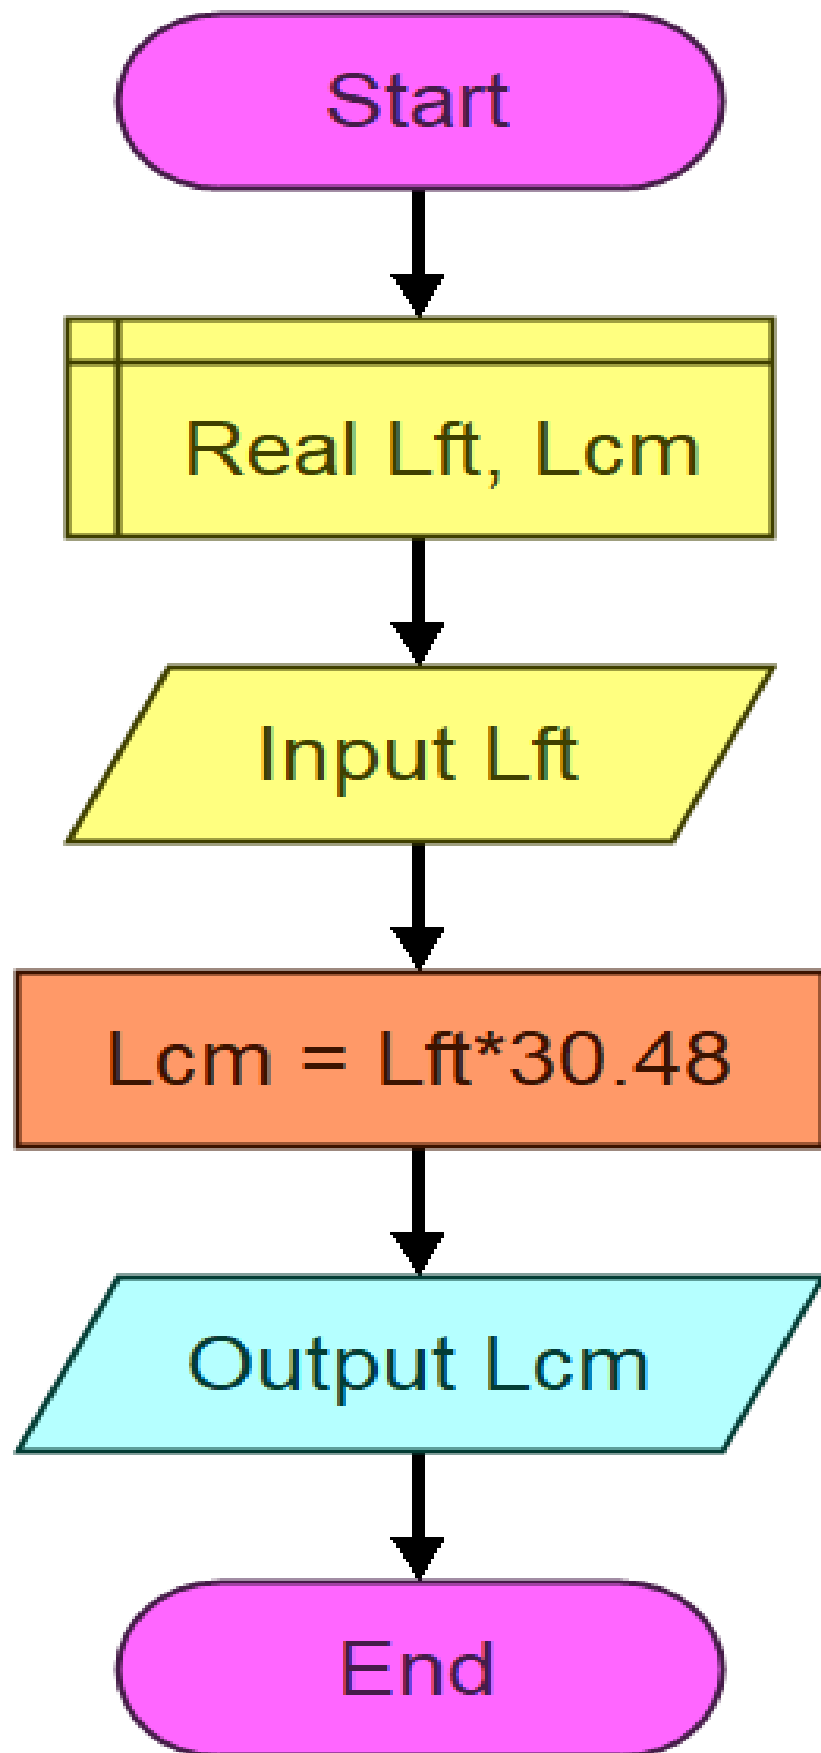 Start
Real Lft, Lcm
Input Lft
Lcm = Lft*30.48
Output Lcm
End